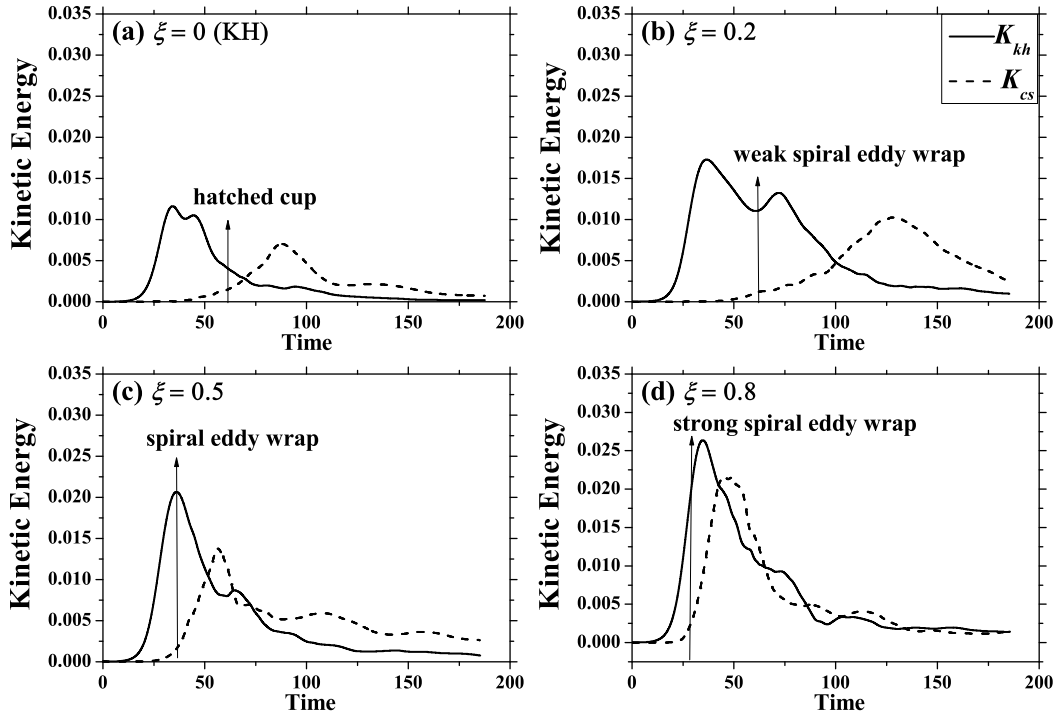 (a) ξ = 0 (KH)
0.035
0.030
0.025
0.020
0.015
0.010
0.005
0.000
Kinetic Energy
hatched cup
0 50 100 150 200
Time
(b) ξ = 0.2
K kh
K cs
0.035
0.030
0.025
0.020
0.015
0.010
0.005
0.000
Kinetic Energy
weak spiral eddy wrap
0 50 100 150 200
Time
(c) ξ = 0.5
0.035
0.030
0.025
0.020
0.015
0.010
0.005
0.000
Kinetic Energy
spiral eddy wrap
0 50 100 150 200
Time
(d) ξ = 0.8
0.035
0.030
0.025
0.020
0.015
0.010
0.005
0.000
Kinetic Energy
strong spiral eddy wrap
0 50 100 150 200
Time